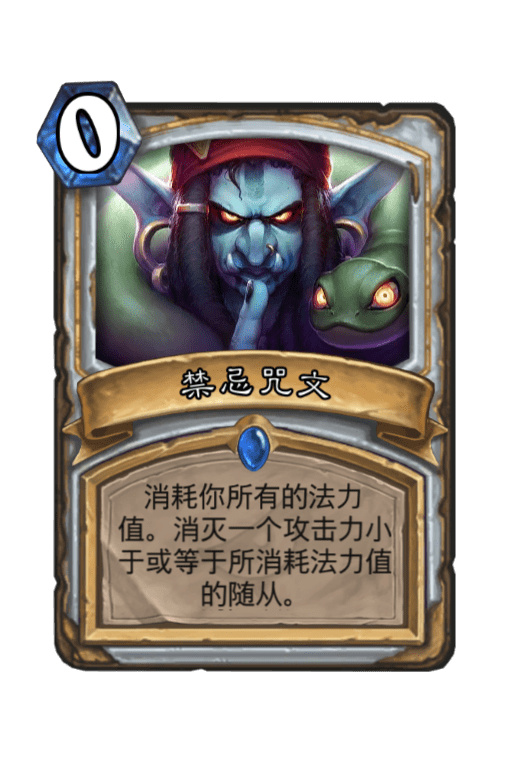 0
禁忌咒文
消耗你所有的法力
值。消灭一个攻击力小
于或等于所消耗法力值
的随从。